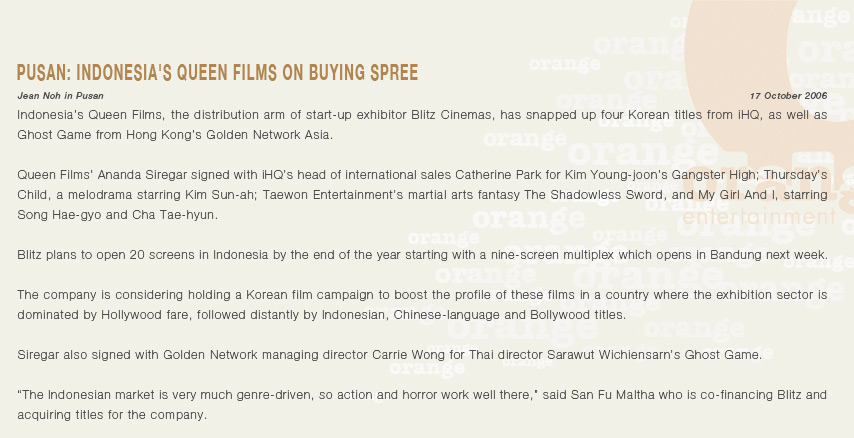 PUSAN: INDONESIA'S QUEEN FILMS ON BUYING SPREE
Jean Noh in Pusan 17 October 2006
Indonesia's Queen Films, the distribution arm of start-up exhibitor Blitz Cinemas, has snapped up four Korean titles from iHQ, as well as
Ghost Game from Hong Kong's Golden Network Asia.
Queen Films' Ananda Siregar signed with iHQ's head of international sales Catherine Park for Kim Young-joon's Gangster High; Thursday's
Child, a melodrama starring Kim Sun-ah; Taewon Entertainment's martial arts fantasy The Shadowless Sword, and My Girl And I, starring
Song Hae-gyo and Cha Tae-hyun.
Blitz plans to open 20 screens in Indonesia by the end of the year starting with a nine-screen multiplex which opens in Bandung next week.
The company is considering holding a Korean film campaign to boost the profile of these films in a country where the exhibition sector is
dominated by Hollywood fare, followed distantly by Indonesian, Chinese-language and Bollywood titles.
Siregar also signed with Golden Network managing director Carrie Wong for Thai director Sarawut Wichiensarn's Ghost Game.
"The Indonesian market is very much genre-driven, so action and horror work well there," said San Fu Maltha who is co-financing Blitz and
acquiring titles for the company.
orange
entertainment